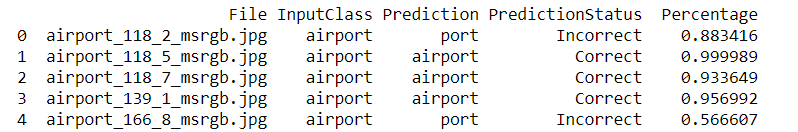 File InputClass Prediction PredictionStatus Percentage
0 airport_118_2_msrgb.jpg airport port Incorrect 0.883416
1 airport_118_5_msrgb.jpg airport airport Correct 0.999989
2 airport_118_7_msrgb.jpg airport airport Correct 0.933649
3 airport_139_1_msrgb.jpg airport airport Correct 0.956992
4 airport_166_8_msrgb.jpg airport port Incorrect 0.566607